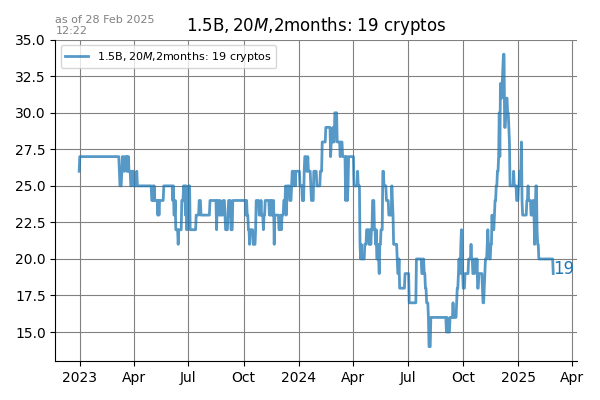 as of 28 Feb 2025
12:22
1.5B, 20M,2months: 19 cryptos
1.5B, 20M,2months: 19 cryptos
35.0
32.5
30.0
27.5
25.0
22.5
20.0
17.5
15.0
19
2023 Apr Jul Oct 2024 Apr Jul Oct 2025 Apr